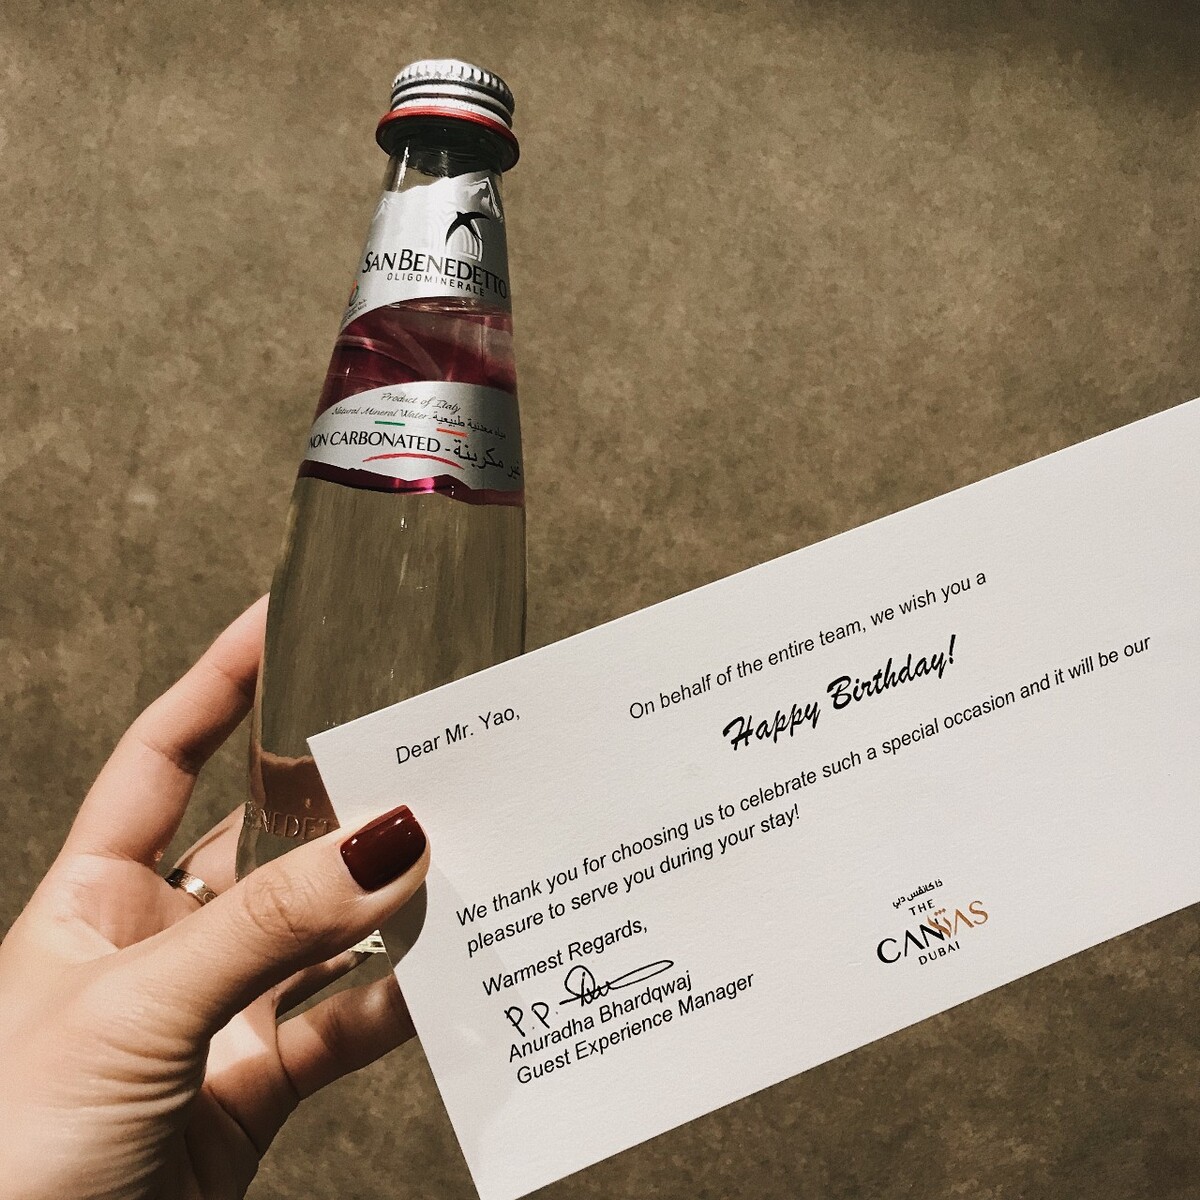 SAN BENEDETTO
OLIGOMINERALE
Product of Italy
Natural Mineral Water مياه معدنية طبيعية
NON CARBONATED - غير مكربنة
Dear Mr. Yao,
On behalf of the entire team, we wish you a
Happy Birthday!
We thank you for choosing us to celebrate such a special occasion and it will be our
pleasure to serve you during your stay!
Warmest Regards,
P.P.
Anuradha Bhardqwaj
Guest Experience Manager
ذا كانفس دبي
THE
CANVAS
DUBAI